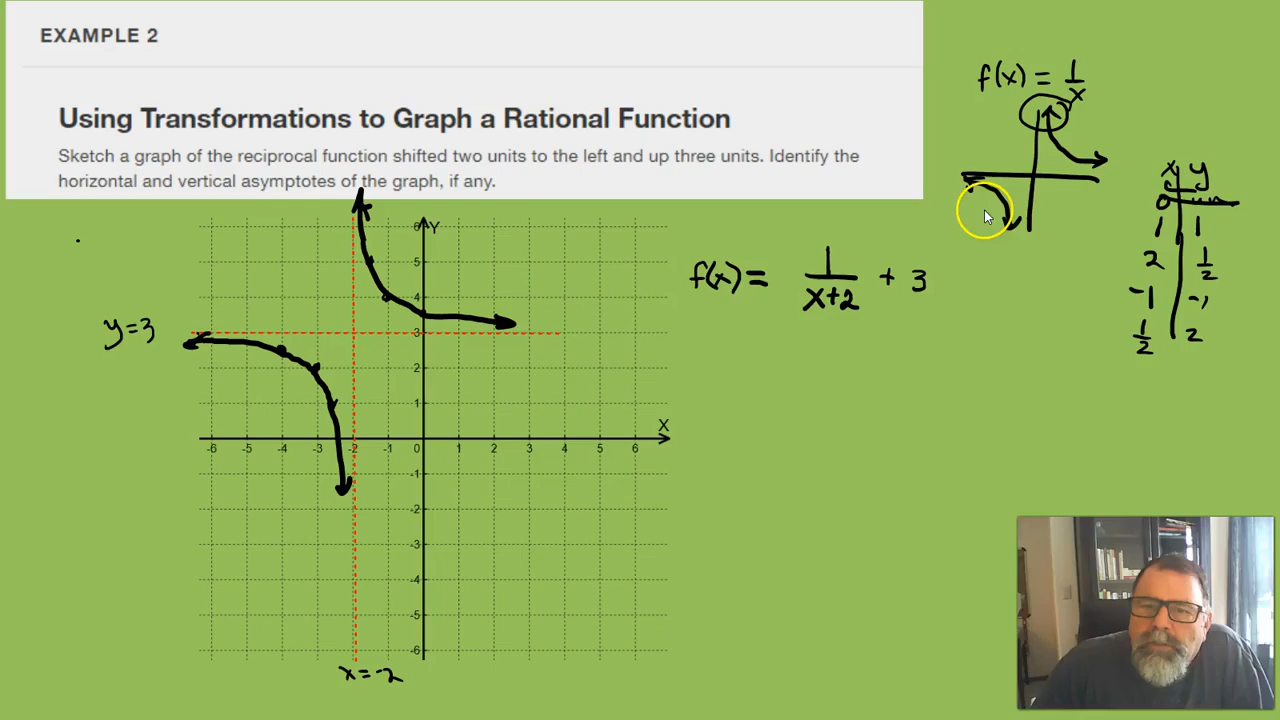 EXAMPLE 2
Using Transformations to Graph a Rational Function
Sketch a graph of the reciprocal function shifted two units to the left and up three units. Identify the
horizontal and vertical asymptotes of the graph, if any.
f(x) = 1/x
x y
0
1 1
2 1/2
-1 -1
1/2 2
f(x) = 1/(x+2) + 3
y=3
Y
6
5
4
3
2
1
X
-6 -5 -4 -3 -2 -1 0 1 2 3 4 5 6
-1
-2
-3
-4
-5
-6
x=-2